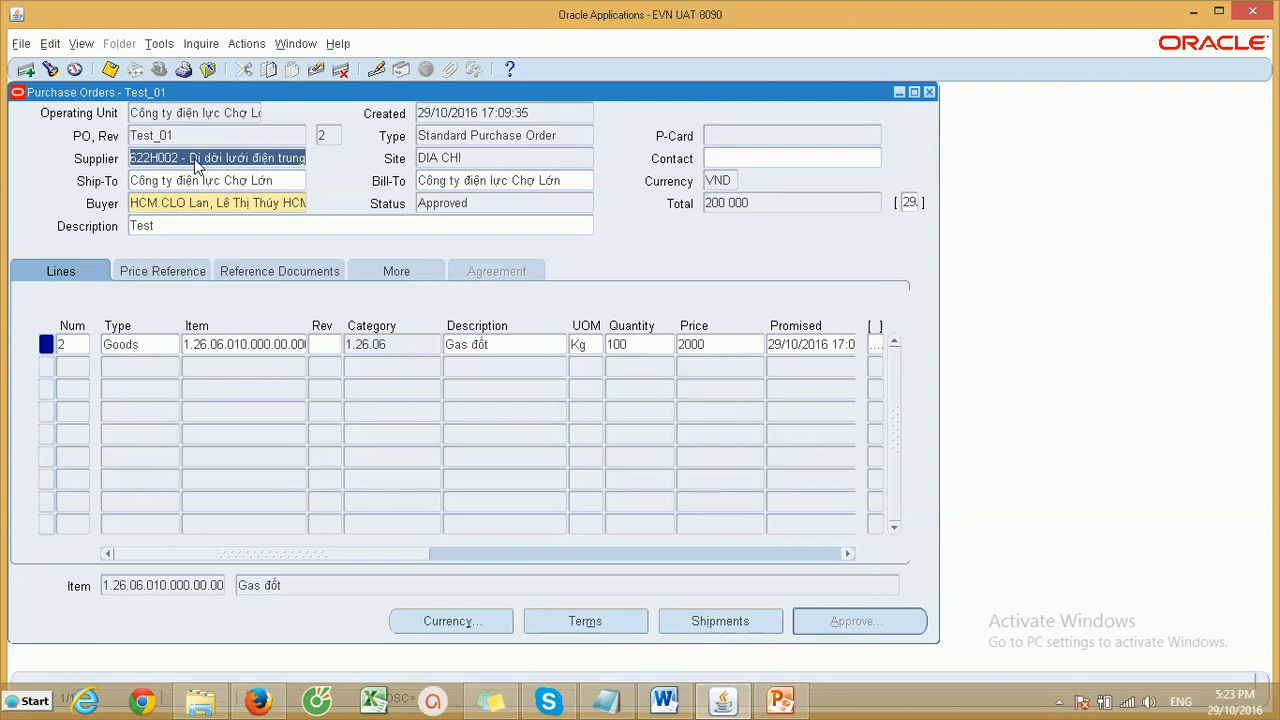 Oracle Applications - EVN UAT 8090
File Edit View Folder Tools Inquire Actions Window Help
ORACLE
Purchase Orders - Test_01
Operating Unit Công ty điện lực Chợ Created 29/10/2016 17:09:35
PO, Rev Test_01 2 Type Standard Purchase Order P-Card
Supplier 622H002 - Di dời lưới điện trung Site DIA CHI Contact
Ship-To Công ty điện lực Chợ Lớn Bill-To Công ty điện lực Chợ Lớn Currency VND
Buyer HCM.CLO Lan, Lê Thị Thúy HCM Status Approved Total 200 000 [ 29. ]
Description Test
Lines Price Reference Reference Documents More Agreement
Num Type Item Rev Category Description UOM Quantity Price Promised [ ]
2 Goods 1.26.06.010.000.00.00 1.26.06 Gas đốt Kg 100 2000 29/10/2016 17:0 ....
Item 1.26.06.010.000.00.00 Gas đốt
Currency... Terms Shipments Approve...
Activate Windows
Go to PC settings to activate Windows.
Start ENG 5:23 PM
29/10/2016